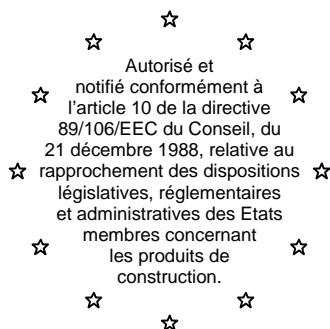 Autorisé et
notifié conformément à
l'article 10 de la directive
89/106/EEC du Conseil, du
21 décembre 1988, relative au
rapprochement des dispositions
législatives, réglementaires
et administratives des Etats
membres concernant
les produits de
construction.